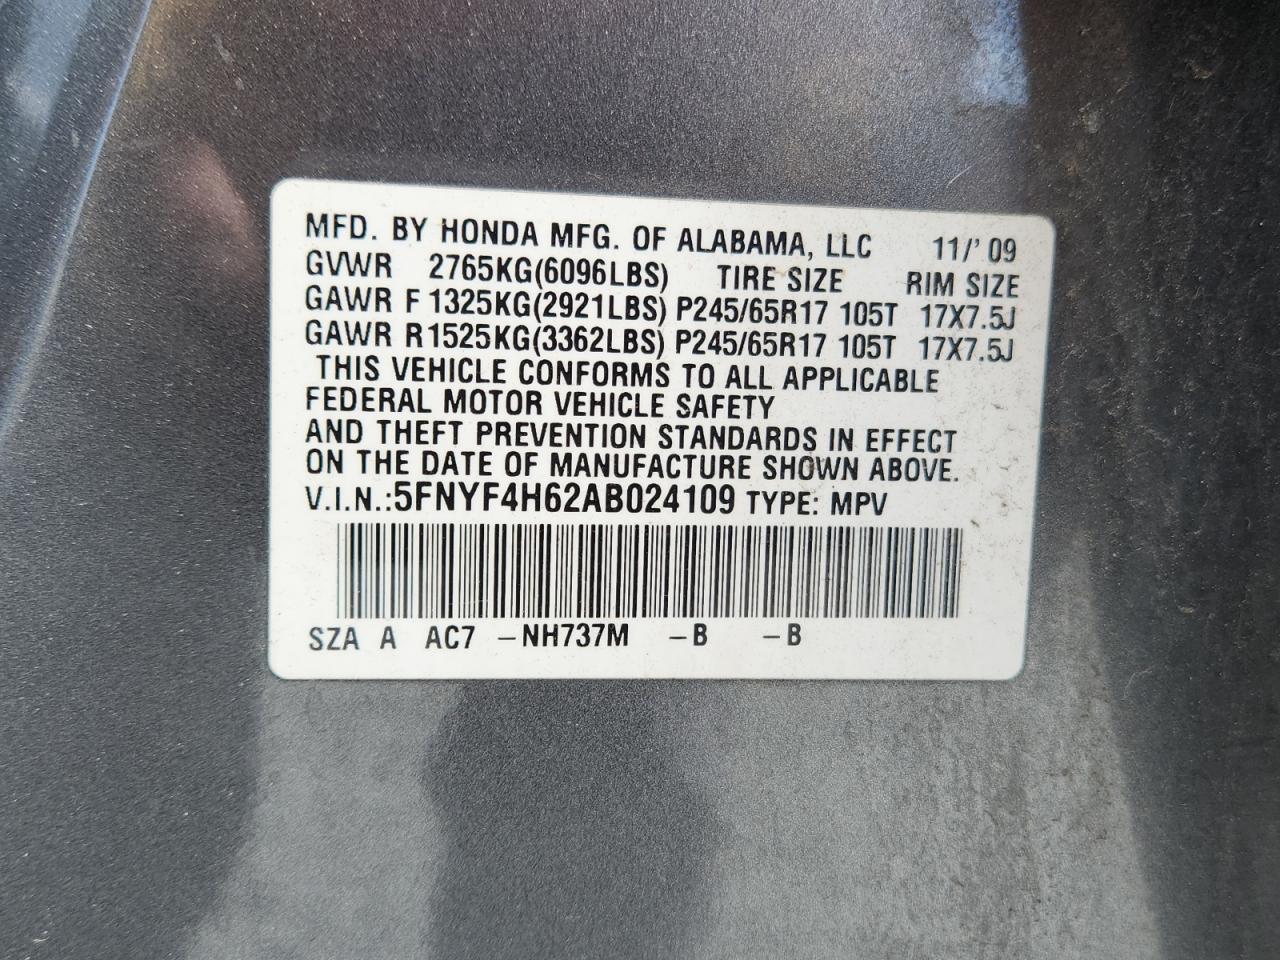 MFD. BY HONDA MFG. OF ALABAMA, LLC 11/' 09
GVWR 2765KG(6096LBS) TIRE SIZE RIM SIZE
GAWR F 1325KG(2921LBS) P245/65R17 105T 17X7.5J
GAWR R1525KG(3362LBS) P245/65R17 105T 17X7.5J
THIS VEHICLE CONFORMS TO ALL APPLICABLE
FEDERAL MOTOR VEHICLE SAFETY
AND THEFT PREVENTION STANDARDS IN EFFECT
ON THE DATE OF MANUFACTURE SHOWN ABOVE.
V.I.N.:5FNYF4H62AB024109 TYPE: MPV
SZA A AC7 -NH737M -B -B